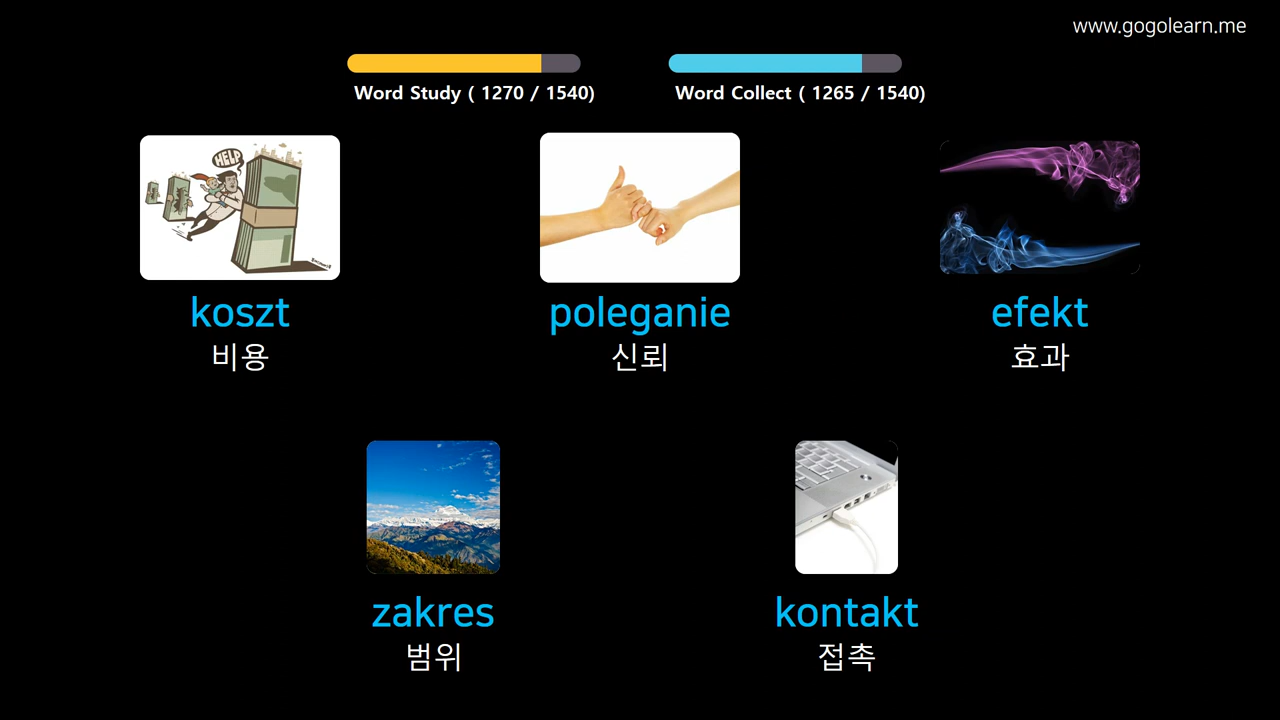 www.gogolearn.me
Word Study ( 1270 / 1540)
Word Collect ( 1265 / 1540)
HELP
koszt
비용
poleganie
신뢰
efekt
효과
zakres
범위
kontakt
접촉